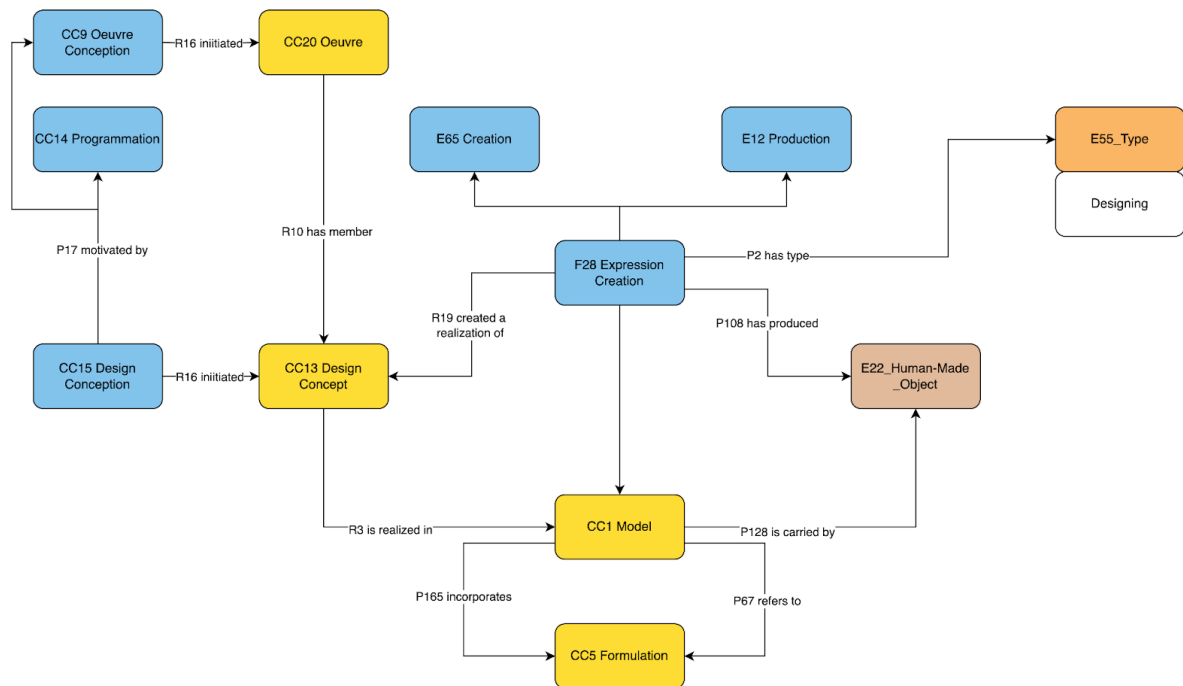 CC9 Oeuvre
Conception
R16 iniitiated
CC20 Oeuvre
CC14 Programmation
E65 Creation
E12 Production
E55_Type
Designing
P17 motivated by
R10 has member
P2 has type
F28 Expression
Creation
R19 created a
realization of
P108 has produced
CC15 Design
Conception
R16 iniitiated
CC13 Design
Concept
E22_Human-Made
_Object
R3 is realized in
CC1 Model
P128 is carried by
P165 incorporates
P67 refers to
CC5 Formulation